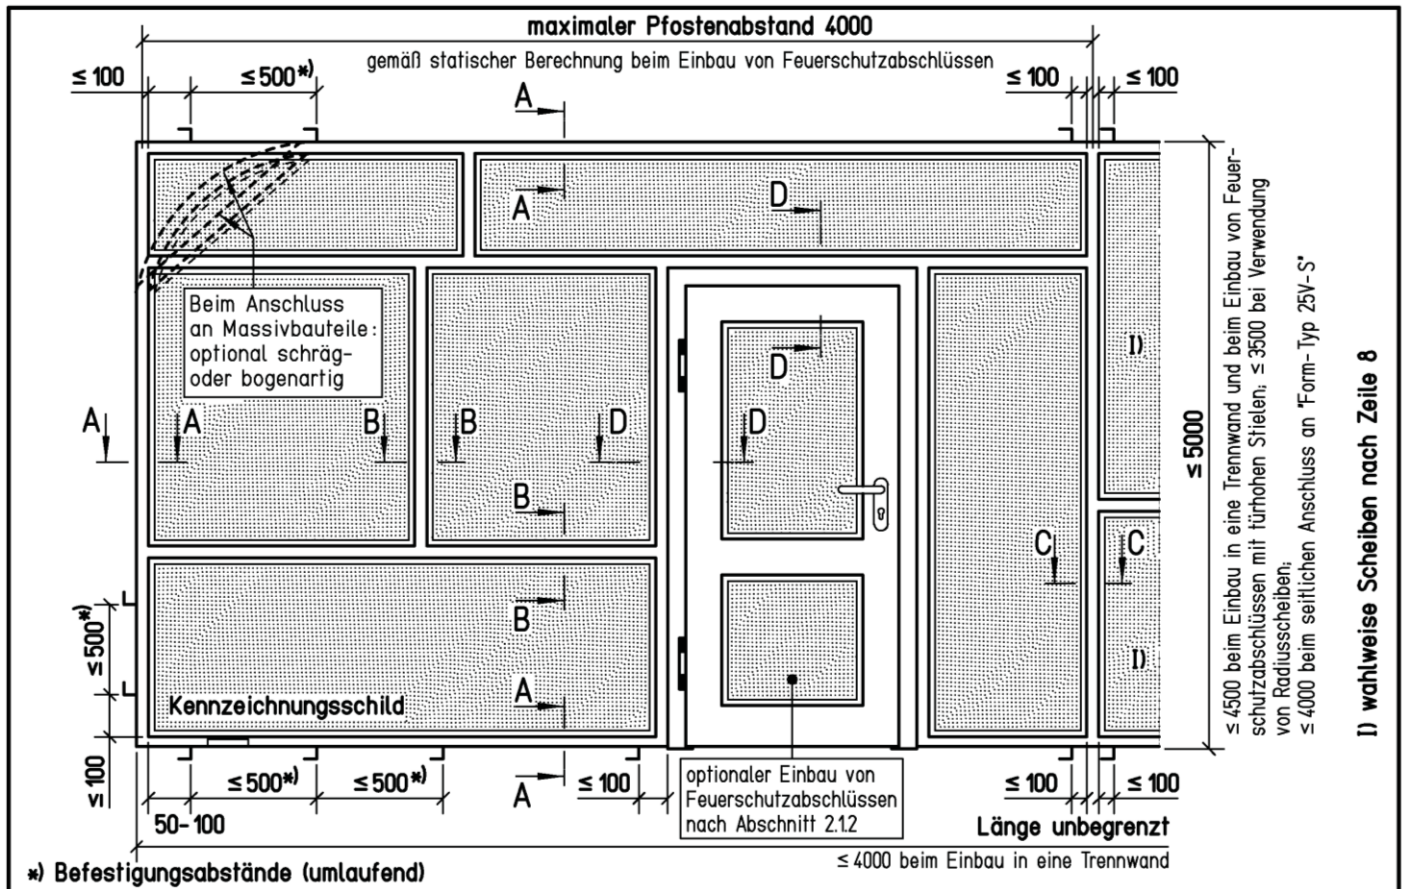 maximaler Pfostenabstand 4000
gemäß statischer Berechnung beim Einbau von Feuerschutzabschlüssen
≤ 100
≤ 500*)
≤ 100
≤ 100
A
A
D
Beim Anschluss
an Massivbauteile:
optional schräg-
oder bogenartig
D
I)
A
A
B
B
D
D
B
C
C
B
I)
≤ 500*)
Kennzeichnungsschild
A
≤ 100
≤ 500*)
≤ 500*)
A
≤ 100
50-100
optionaler Einbau von
Feuerschutzabschlüssen
nach Abschnitt 2.1.2
≤ 100
≤ 100
Länge unbegrenzt
≤ 4000 beim Einbau in eine Trennwand
*) Befestigungsabstände (umlaufend)
≤ 5000
≤ 4500 beim Einbau in eine Trennwand und beim Einbau von Feuer-
schutzabschlüssen mit türhohen Stielen; ≤ 3500 bei Verwendung
von Radiusscheiben;
≤ 4000 beim seitlichen Anschluss an "Form-Typ 25V-S"
I) wahlweise Scheiben nach Zeile 8